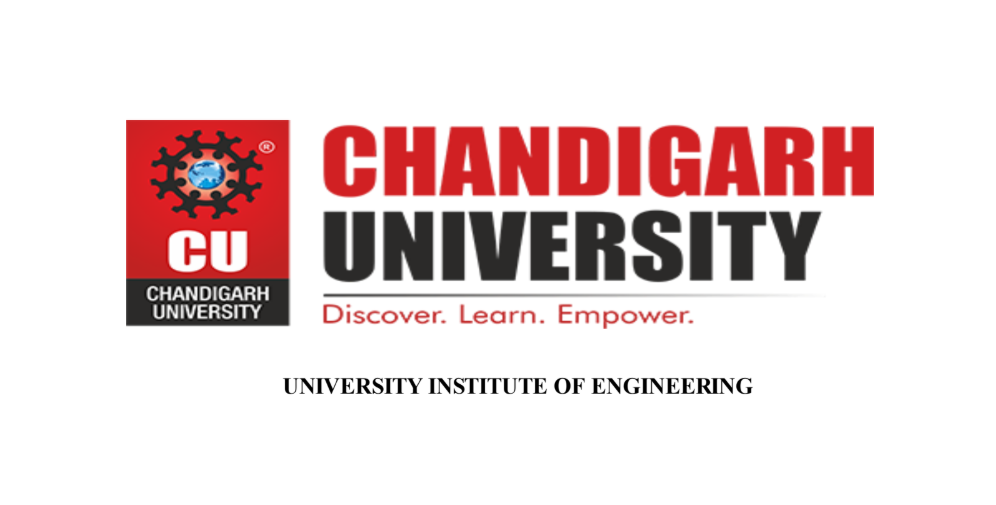 ®
CU
CHANDIGARH
UNIVERSITY
CHANDIGARH
UNIVERSITY
Discover. Learn. Empower.
UNIVERSITY INSTITUTE OF ENGINEERING